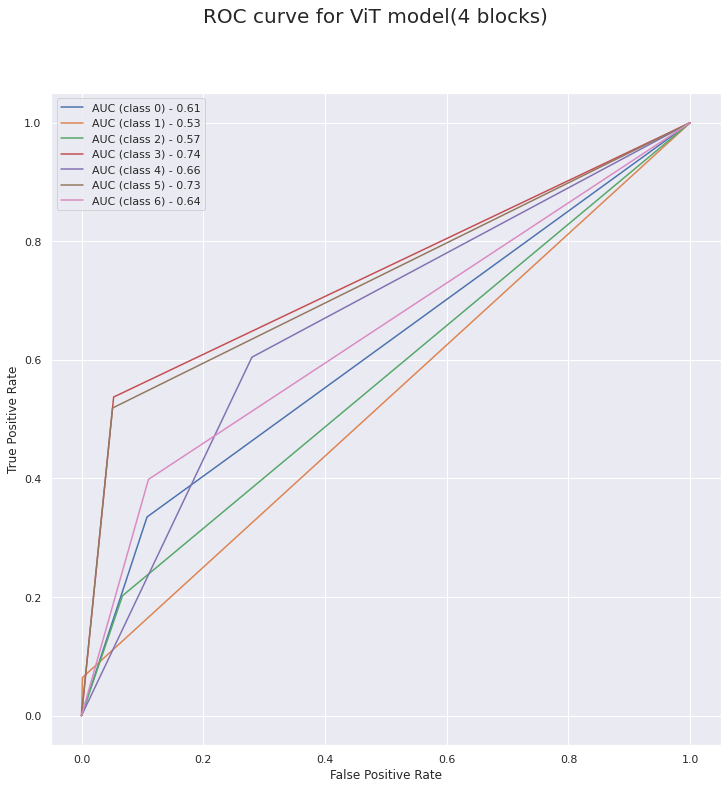 ROC curve for ViT model(4 blocks)
AUC (class 0) - 0.61
AUC (class 1) - 0.53
AUC (class 2) - 0.57
AUC (class 3) - 0.74
AUC (class 4) - 0.66
AUC (class 5) - 0.73
AUC (class 6) - 0.64
1.0
0.8
0.6
0.4
0.2
0.0
True Positive Rate
0.0 0.2 0.4 0.6 0.8 1.0
False Positive Rate